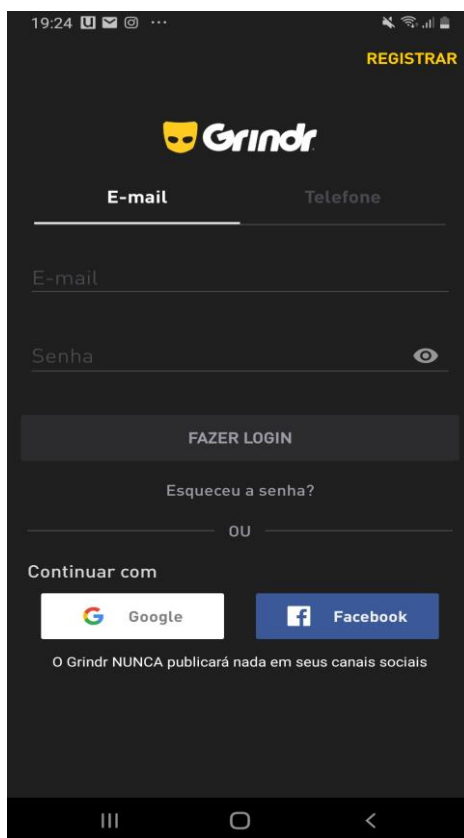 19:24
REGISTRAR
Grindr
E-mail Telefone
E-mail
Senha
FAZER LOGIN
Esqueceu a senha?
OU
Continuar com
G Google f Facebook
O Grindr NUNCA publicará nada em seus canais sociais